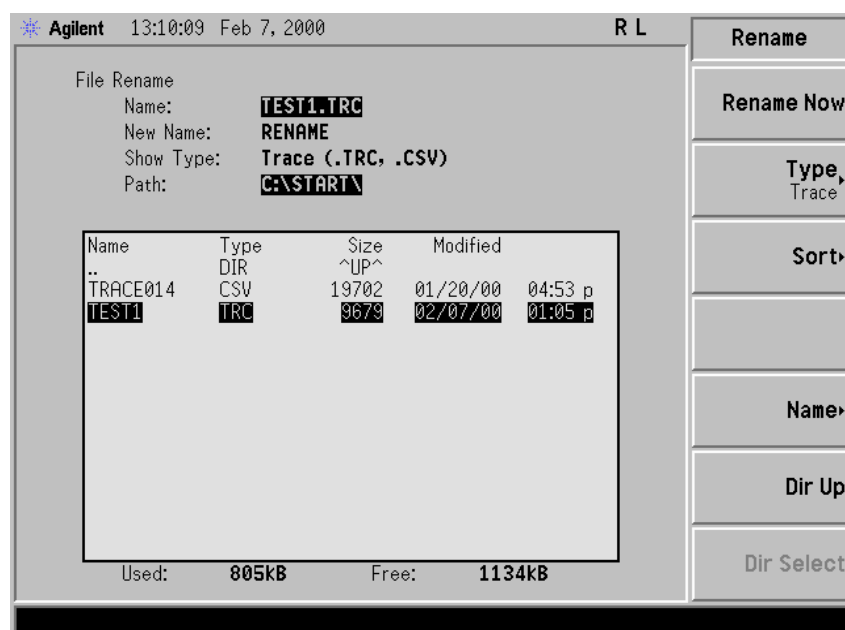 Agilent 13:10:09 Feb 7, 2000 R L
File Rename
Name: TEST1.TRC
New Name: RENAME
Show Type: Trace (.TRC, .CSV)
Path: C:\START\
Name Type Size Modified
.. DIR ^UP^
TRACE014 CSV 19702 01/20/00 04:53 p
TEST1 TRC 9679 02/07/00 01:05 p
Used: 805kB Free: 1134kB
Rename
Rename Now
Type
Trace
Sort
Name
Dir Up
Dir Select